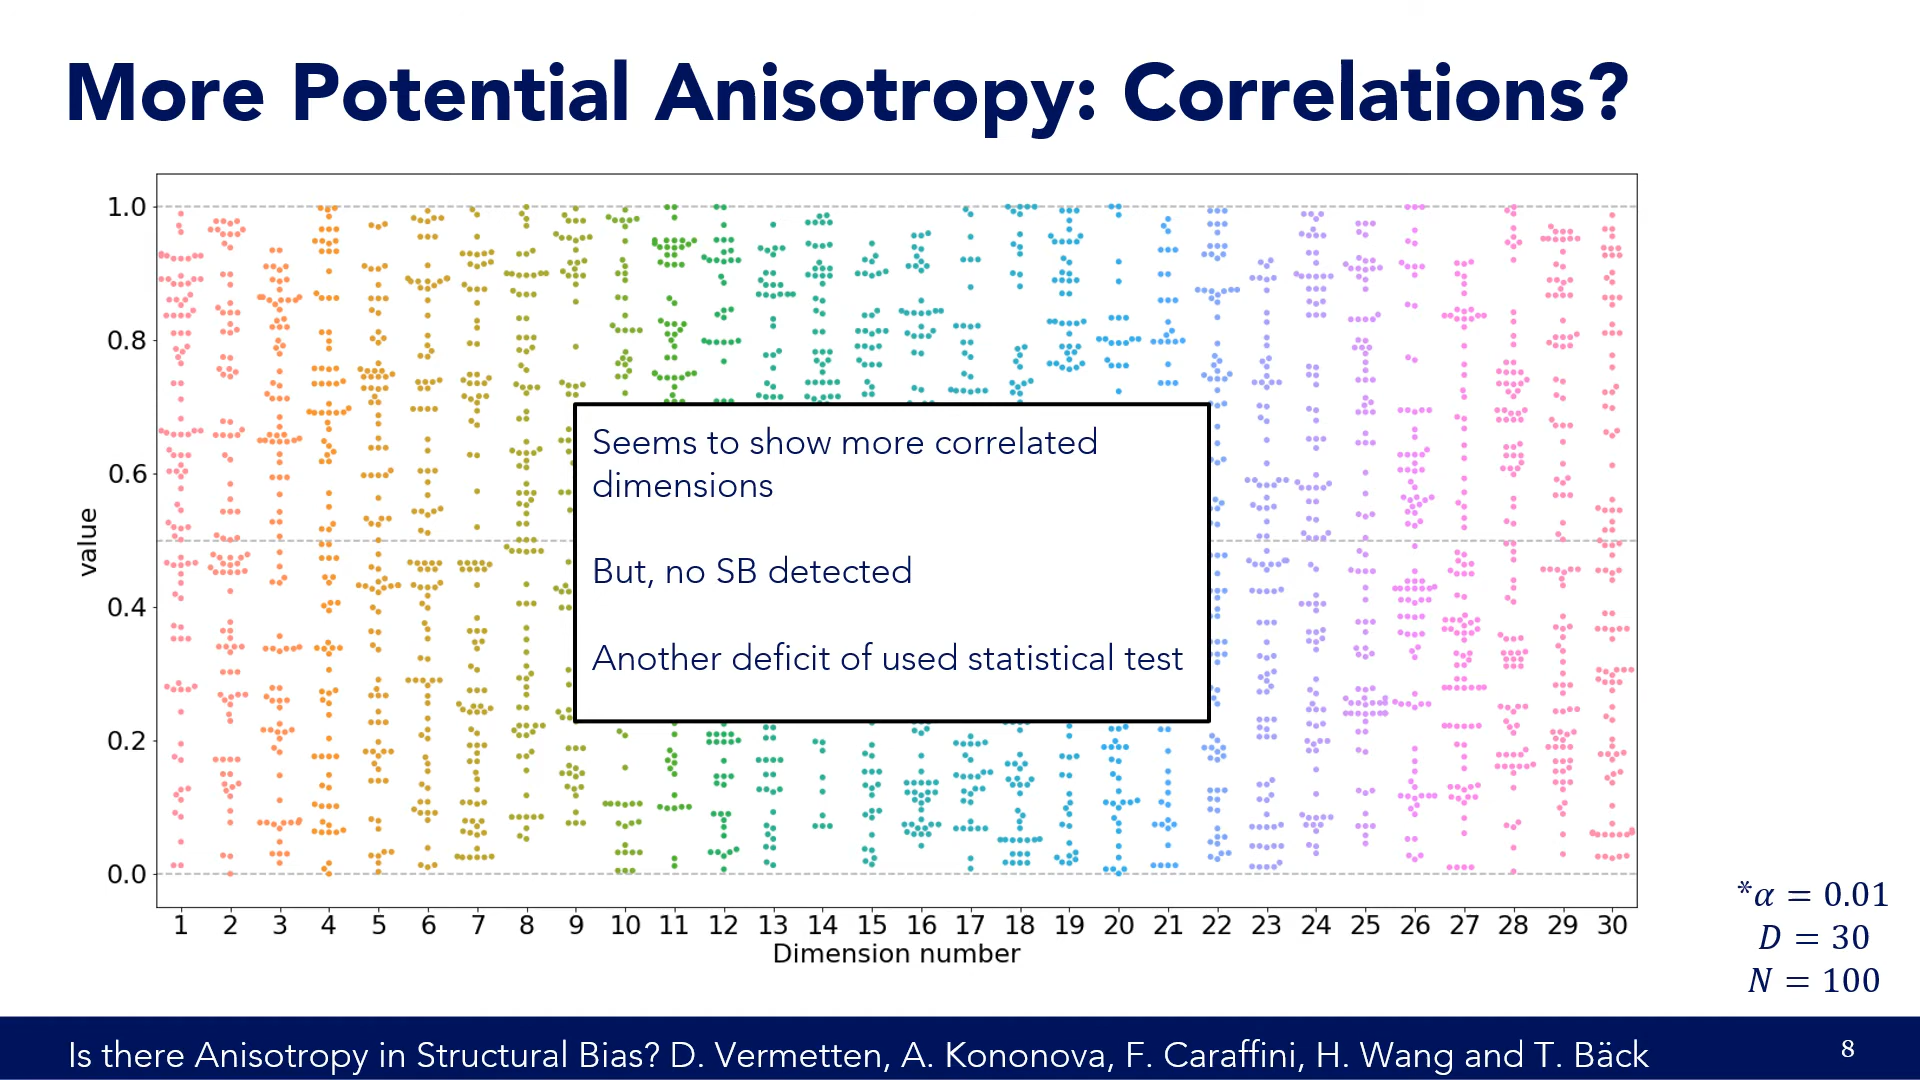 More Potential Anisotropy: Correlations?
1.0
0.8
0.6
0.4
0.2
0.0
value
Seems to show more correlated
dimensions
But, no SB detected
Another deficit of used statistical test
1 2 3 4 5 6 7 8 9 10 11 12 13 14 15 16 17 18 19 20 21 22 23 24 25 26 27 28 29 30
Dimension number
*α = 0.01
D = 30
N = 100
Is there Anisotropy in Structural Bias? D. Vermetten, A. Kononova, F. Caraffini, H. Wang and T. Bäck
8